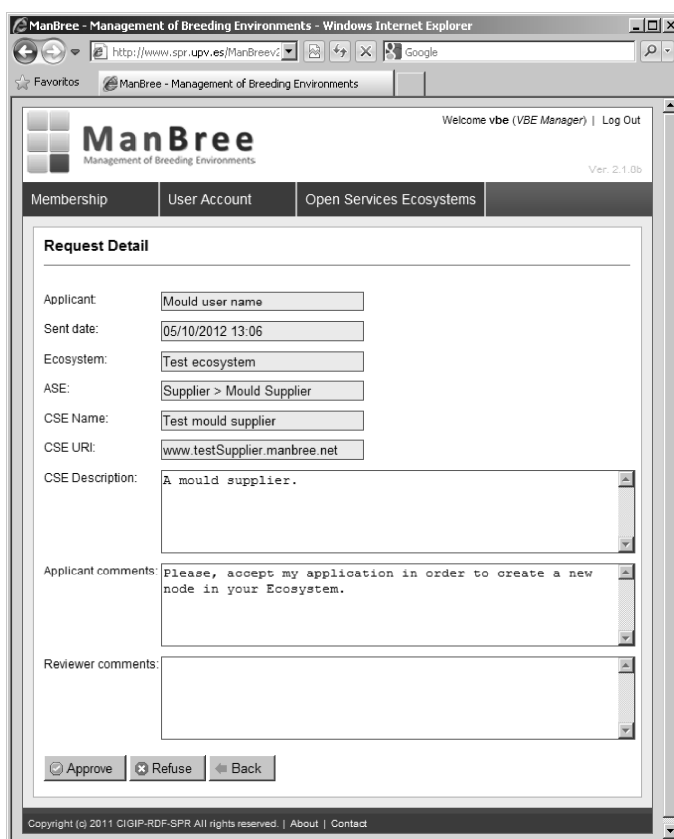 ManBree - Management of Breeding Environments - Windows Internet Explorer
http://www.spr.upv.es/ManBreev2
Google
Favoritos
ManBree - Management of Breeding Environments
Welcome vbe (VBE Manager) | Log Out
ManBree
Management of Breeding Environments
Ver. 2.1.0b
Membership
User Account
Open Services Ecosystems
Request Detail
Applicant: Mould user name
Sent date: 05/10/2012 13:06
Ecosystem: Test ecosystem
ASE: Supplier > Mould Supplier
CSE Name: Test mould supplier
CSE URI: www.testSupplier.manbree.net
CSE Description: A mould supplier.
Applicant comments: Please, accept my application in order to create a new
node in your Ecosystem.
Reviewer comments:
Approve
Refuse
Back
Copyright (c) 2011 CIGIP-RDF-SPR All rights reserved. | About | Contact